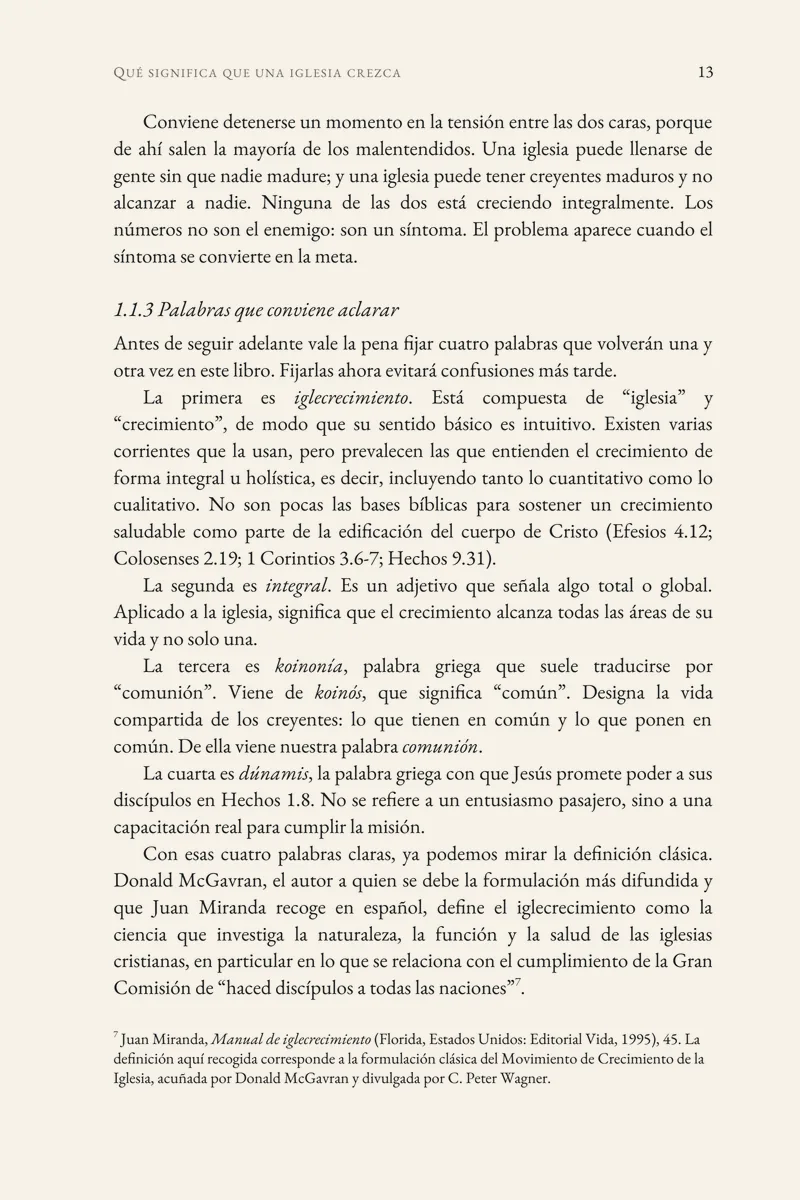 QUÉ SIGNIFICA QUE UNA IGLESIA CREZCA 13
Conviene detenerse un momento en la tensión entre las dos caras, porque
de ahí salen la mayoría de los malentendidos. Una iglesia puede llenarse de
gente sin que nadie madure; y una iglesia puede tener creyentes maduros y no
alcanzar a nadie. Ninguna de las dos está creciendo integralmente. Los
números no son el enemigo: son un síntoma. El problema aparece cuando el
síntoma se convierte en la meta.
1.1.3 Palabras que conviene aclarar
Antes de seguir adelante vale la pena fijar cuatro palabras que volverán una y
otra vez en este libro. Fijarlas ahora evitará confusiones más tarde.
La primera es iglecrecimiento. Está compuesta de “iglesia” y
“crecimiento”, de modo que su sentido básico es intuitivo. Existen varias
corrientes que la usan, pero prevalecen las que entienden el crecimiento de
forma integral u holística, es decir, incluyendo tanto lo cuantitativo como lo
cualitativo. No son pocas las bases bíblicas para sostener un crecimiento
saludable como parte de la edificación del cuerpo de Cristo (Efesios 4.12;
Colosenses 2.19; 1 Corintios 3.6-7; Hechos 9.31).
La segunda es integral. Es un adjetivo que señala algo total o global.
Aplicado a la iglesia, significa que el crecimiento alcanza todas las áreas de su
vida y no solo una.
La tercera es koinonía, palabra griega que suele traducirse por
“comunión”. Viene de koinós, que significa “común”. Designa la vida
compartida de los creyentes: lo que tienen en común y lo que ponen en
común. De ella viene nuestra palabra comunión.
La cuarta es dúnamis, la palabra griega con que Jesús promete poder a sus
discípulos en Hechos 1.8. No se refiere a un entusiasmo pasajero, sino a una
capacitación real para cumplir la misión.
Con esas cuatro palabras claras, ya podemos mirar la definición clásica.
Donald McGavran, el autor a quien se debe la formulación más difundida y
que Juan Miranda recoge en español, define el iglecrecimiento como la
ciencia que investiga la naturaleza, la función y la salud de las iglesias
cristianas, en particular en lo que se relaciona con el cumplimiento de la Gran
Comisión de “haced discípulos a todas las naciones”⁷.
⁷ Juan Miranda, Manual de iglecrecimiento (Florida, Estados Unidos: Editorial Vida, 1995), 45. La
definición aquí recogida corresponde a la formulación clásica del Movimiento de Crecimiento de la
Iglesia, acuñada por Donald McGavran y divulgada por C. Peter Wagner.